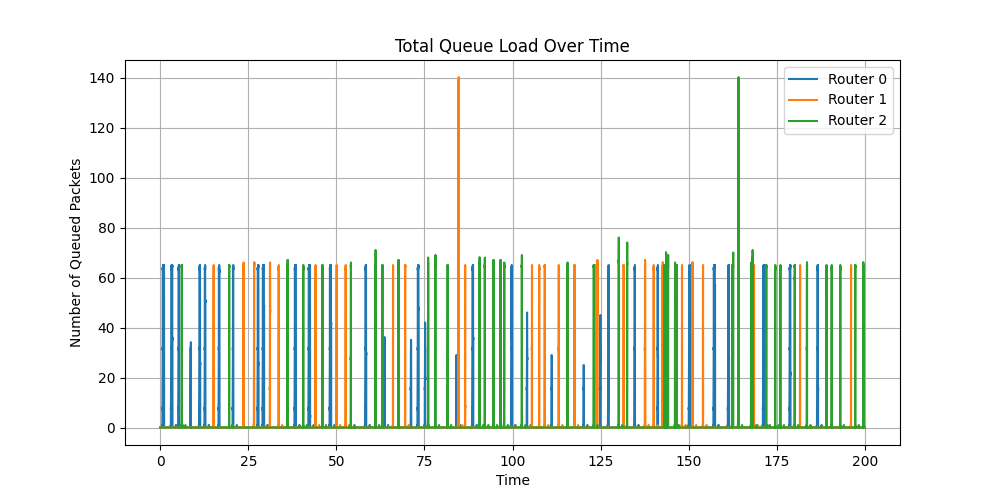 Total Queue Load Over Time
Number of Queued Packets
140
120
100
80
60
40
20
0
Router 0
Router 1
Router 2
0 25 50 75 100 125 150 175 200
Time